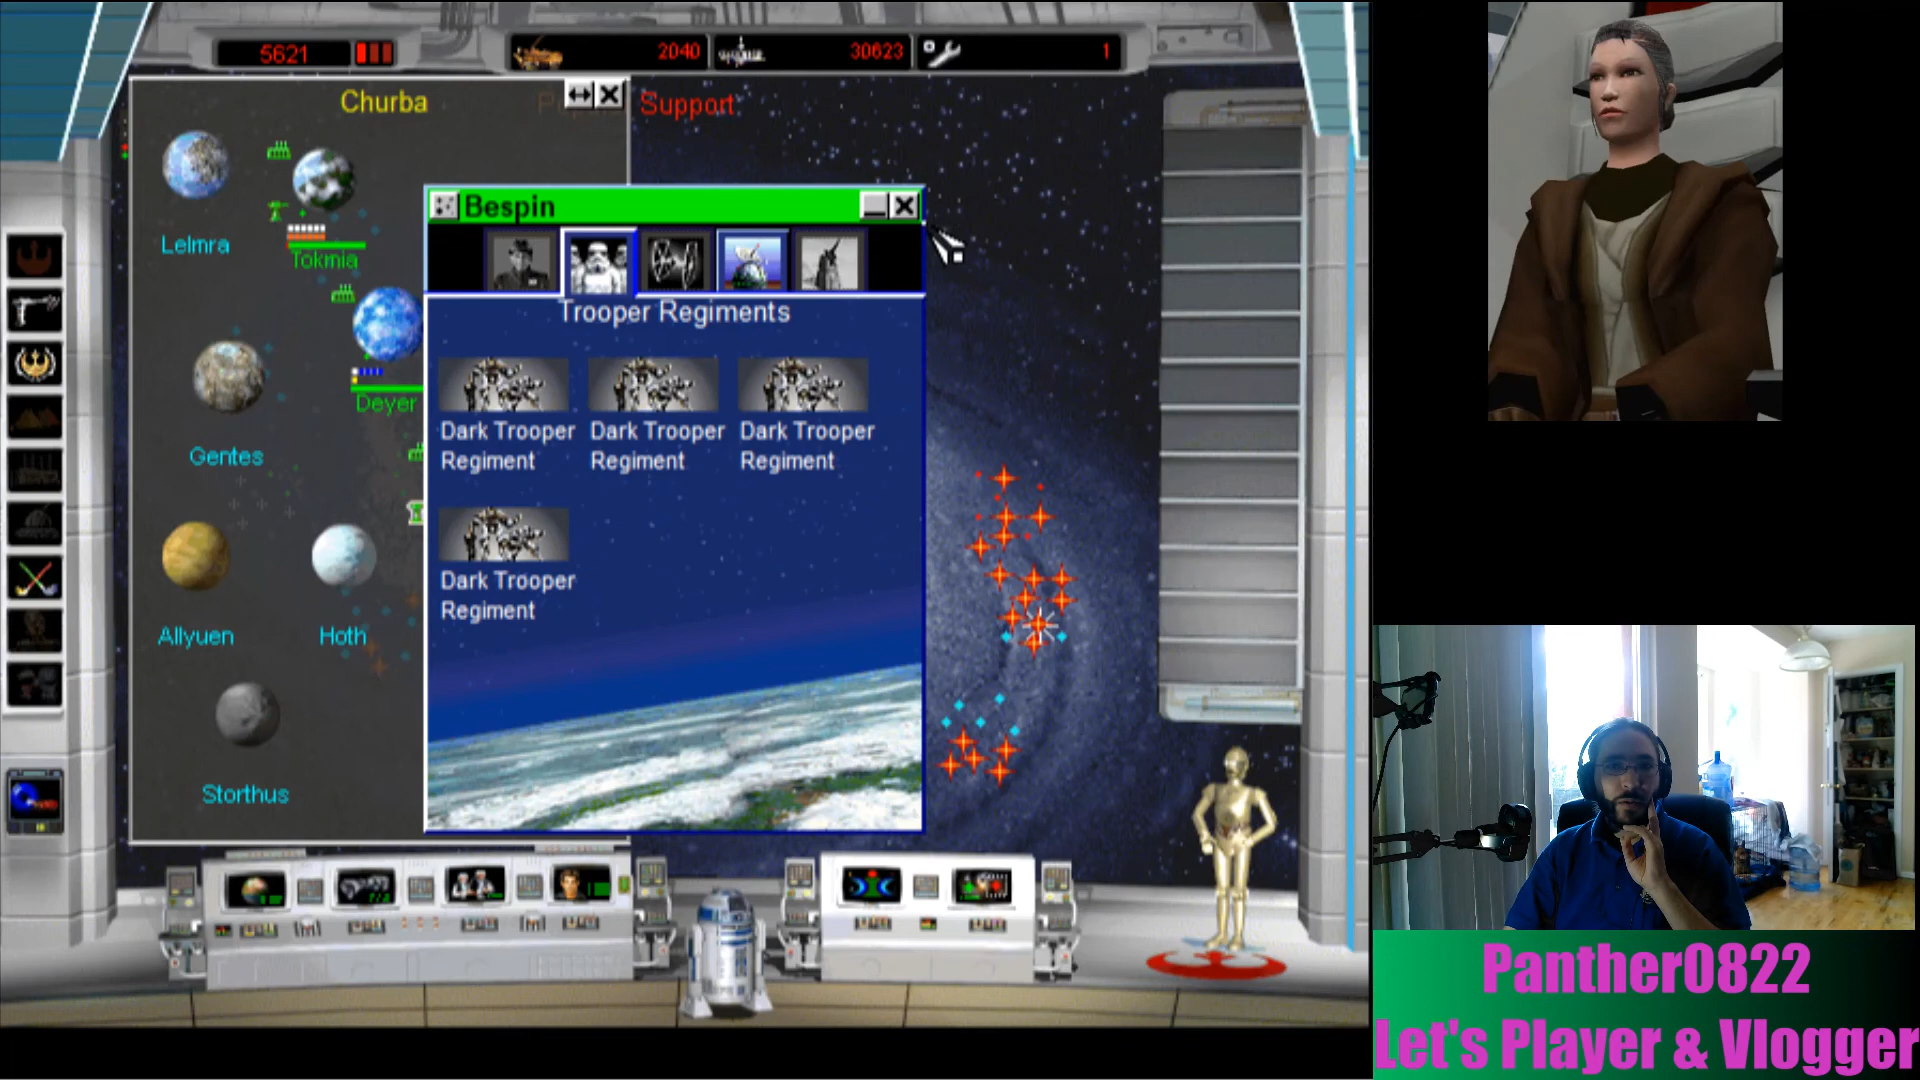 5621
2040
30623
1
Churba
Support
Bespin
Lelmra
Tokmia
Trooper Regiments
Deyer
Dark Trooper
Regiment
Dark Trooper
Regiment
Dark Trooper
Regiment
Gentes
Dark Trooper
Regiment
Allyuen
Hoth
Storthus
Panther0822
Let's Player & Vlogger